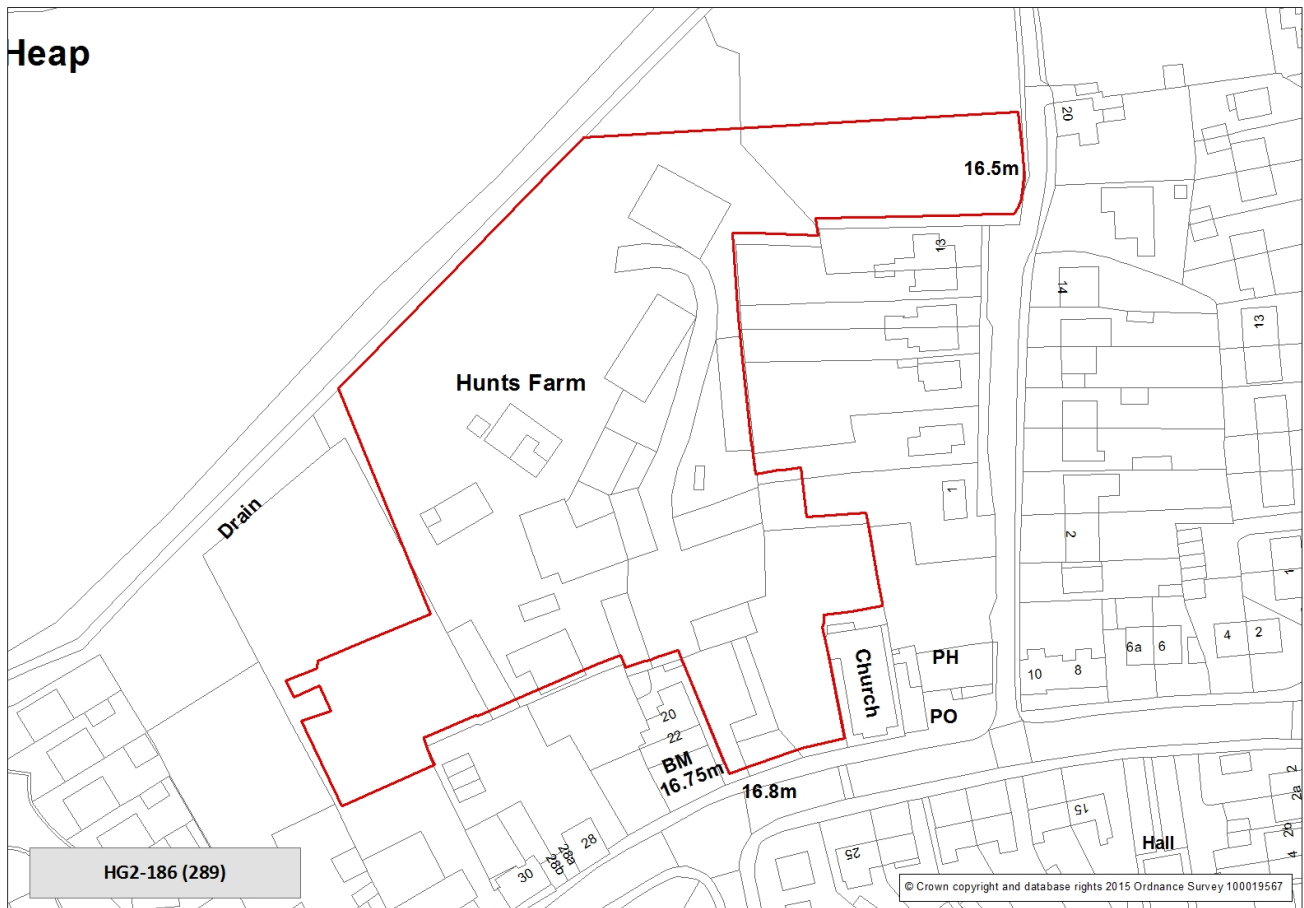 Heap
20
16.5m
13
14
13
Hunts Farm
1
Drain
2
1
Church
PH
PO
6a
6
4
2
10
8
20
22
BM
16.75m
16.8m
2
2a
15
Hall
2b
4
28
28a
28b
30
25
HG2-186 (289)
© Crown copyright and database rights 2015 Ordnance Survey 100019567